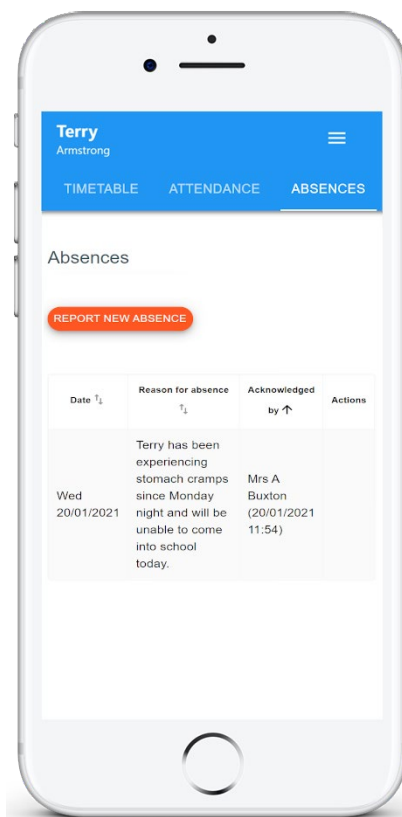 Terry
Armstrong
TIMETABLE ATTENDANCE ABSENCES
Absences
REPORT NEW ABSENCE
Date Reason for absence Acknowledged by Actions
Wed
20/01/2021
Terry has been
experiencing
stomach cramps
since Monday
night and will be
unable to come
into school
today.
Mrs A
Buxton
(20/01/2021
11:54)